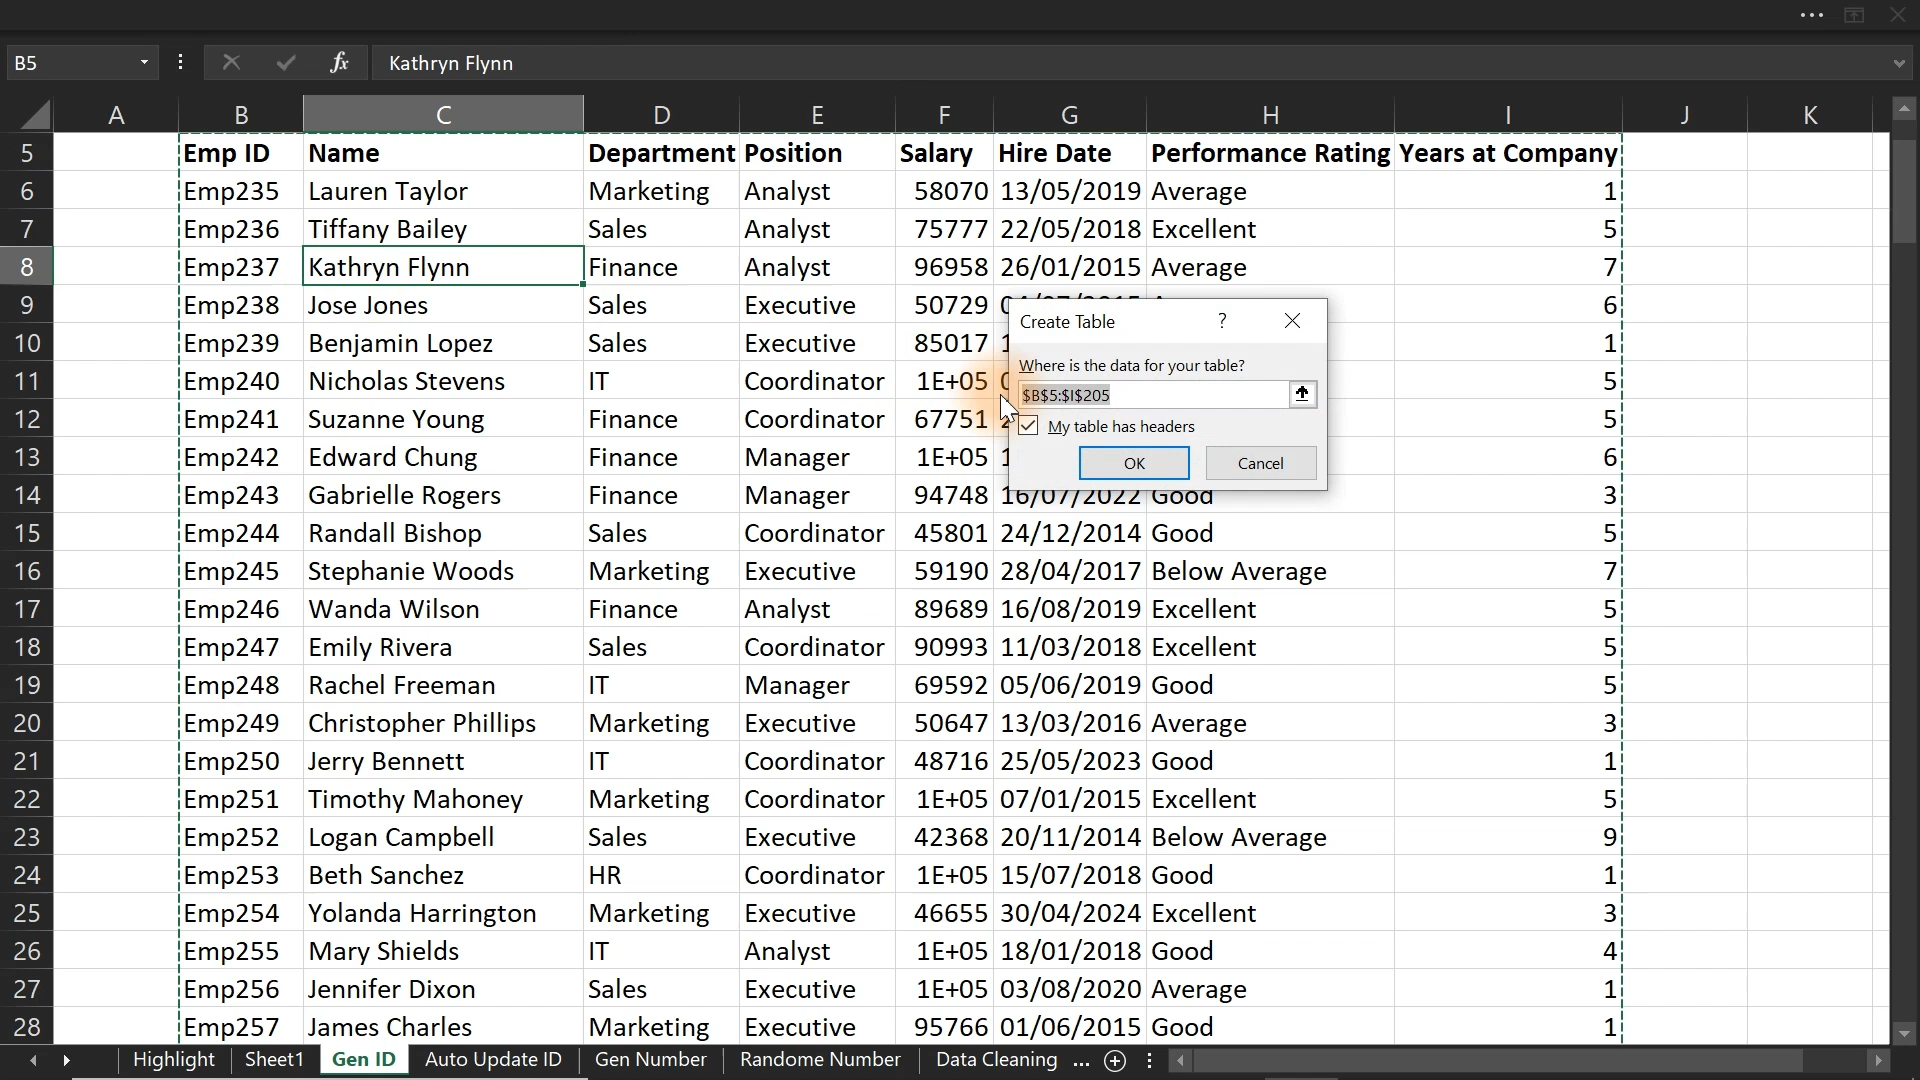 B5 fx Kathryn Flynn
A B C D E F G H I J K
5 Emp ID Name Department Position Salary Hire Date Performance Rating Years at Company
6 Emp235 Lauren Taylor Marketing Analyst 58070 13/05/2019 Average 1
7 Emp236 Tiffany Bailey Sales Analyst 75777 22/05/2018 Excellent 5
8 Emp237 Kathryn Flynn Finance Analyst 96958 26/01/2015 Average 7
9 Emp238 Jose Jones Sales Executive 50729 6
Create Table ?
10 Emp239 Benjamin Lopez Sales Executive 85017 1
Where is the data for your table?
11 Emp240 Nicholas Stevens IT Coordinator 1E+05 5
$B$5:$I$205
12 Emp241 Suzanne Young Finance Coordinator 67751 5
My table has headers
13 Emp242 Edward Chung Finance Manager 1E+05 6
OK Cancel
14 Emp243 Gabrielle Rogers Finance Manager 94748 16/07/2022 Good 3
15 Emp244 Randall Bishop Sales Coordinator 45801 24/12/2014 Good 5
16 Emp245 Stephanie Woods Marketing Executive 59190 28/04/2017 Below Average 7
17 Emp246 Wanda Wilson Finance Analyst 89689 16/08/2019 Excellent 5
18 Emp247 Emily Rivera Sales Coordinator 90993 11/03/2018 Excellent 5
19 Emp248 Rachel Freeman IT Manager 69592 05/06/2019 Good 5
20 Emp249 Christopher Phillips Marketing Executive 50647 13/03/2016 Average 3
21 Emp250 Jerry Bennett IT Coordinator 48716 25/05/2023 Good 1
22 Emp251 Timothy Mahoney Marketing Coordinator 1E+05 07/01/2015 Excellent 5
23 Emp252 Logan Campbell Sales Executive 42368 20/11/2014 Below Average 9
24 Emp253 Beth Sanchez HR Coordinator 1E+05 15/07/2018 Good 1
25 Emp254 Yolanda Harrington Marketing Executive 46655 30/04/2024 Excellent 3
26 Emp255 Mary Shields IT Analyst 1E+05 18/01/2018 Good 4
27 Emp256 Jennifer Dixon Sales Executive 1E+05 03/08/2020 Average 1
28 Emp257 James Charles Marketing Executive 95766 01/06/2015 Good 1
Highlight Sheet1 Gen ID Auto Update ID Gen Number Randome Number Data Cleaning ...